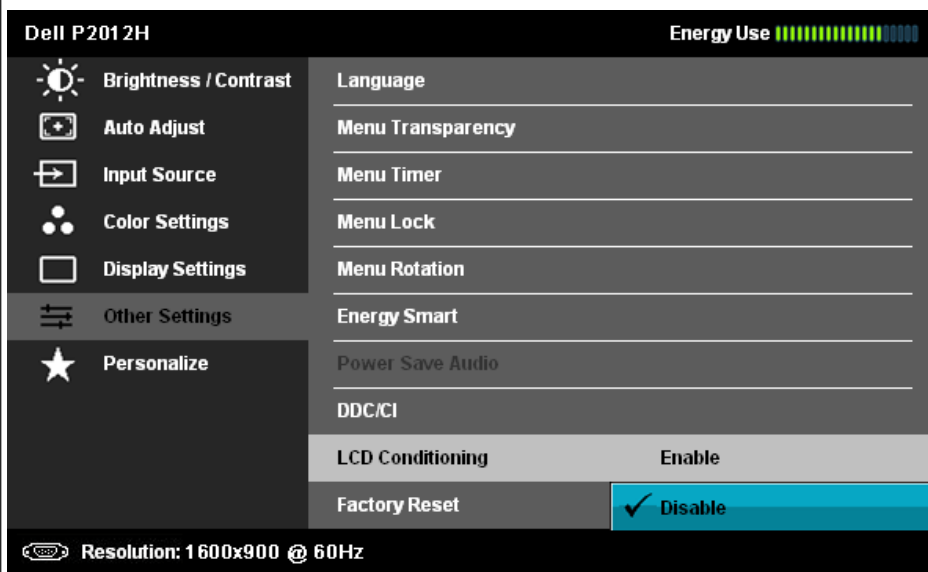 Dell P2012H Energy Use
Brightness / Contrast Language
Auto Adjust Menu Transparency
Input Source Menu Timer
Color Settings Menu Lock
Display Settings Menu Rotation
Other Settings Energy Smart
Personalize Power Save Audio
DDC/CI
LCD Conditioning Enable
Factory Reset Disable
Resolution: 1600x900 @ 60Hz